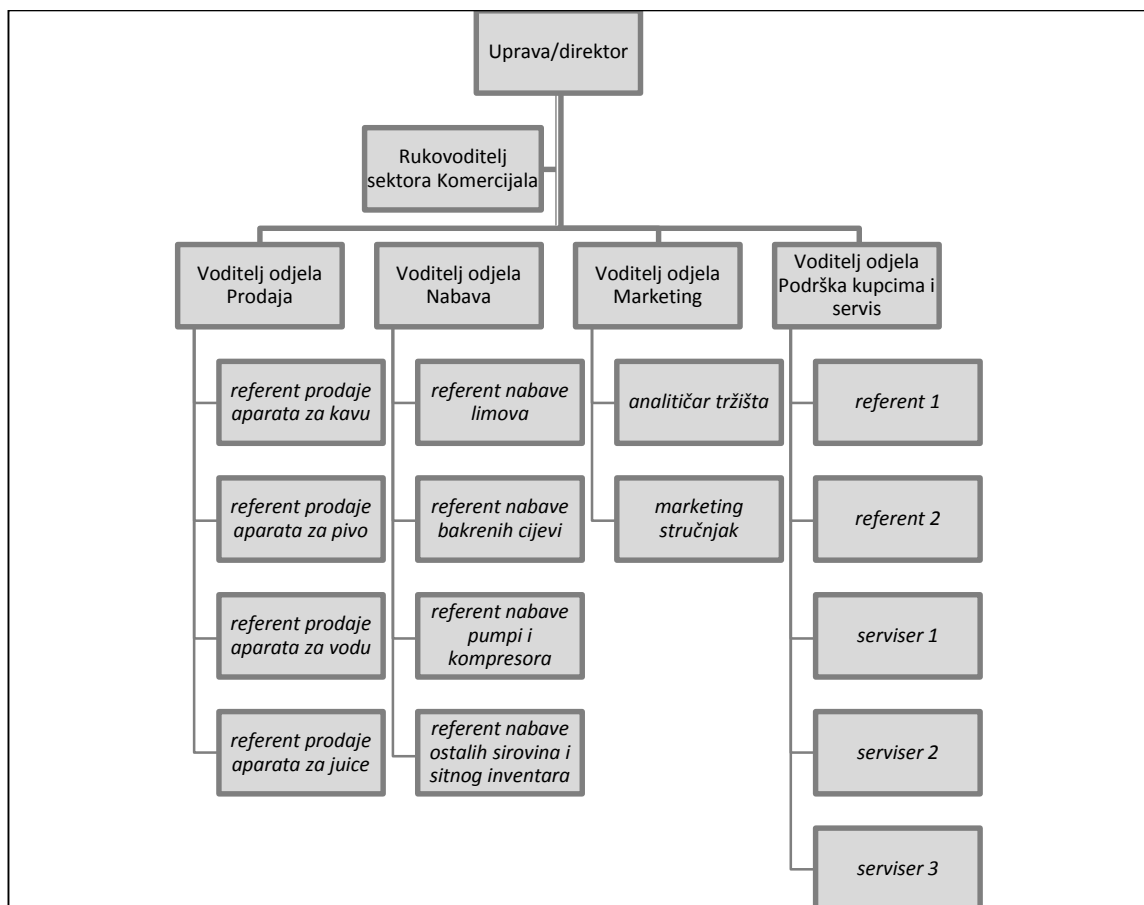 Uprava/direktor
Rukovoditelj
sektora Komercijala
Voditelj odjela
Prodaja
referent prodaje
aparata za kavu
referent prodaje
aparata za pivo
referent prodaje
aparata za vodu
referent prodaje
aparata za juice
Voditelj odjela
Nabava
referent nabave
limova
referent nabave
bakrenih cijevi
referent nabave
pumpi i
kompresora
referent nabave
ostalih sirovina i
sitnog inventara
Voditelj odjela
Marketing
analitičar tržišta
marketing
stručnjak
Voditelj odjela
Podrška kupcima i
servis
referent 1
referent 2
serviser 1
serviser 2
serviser 3